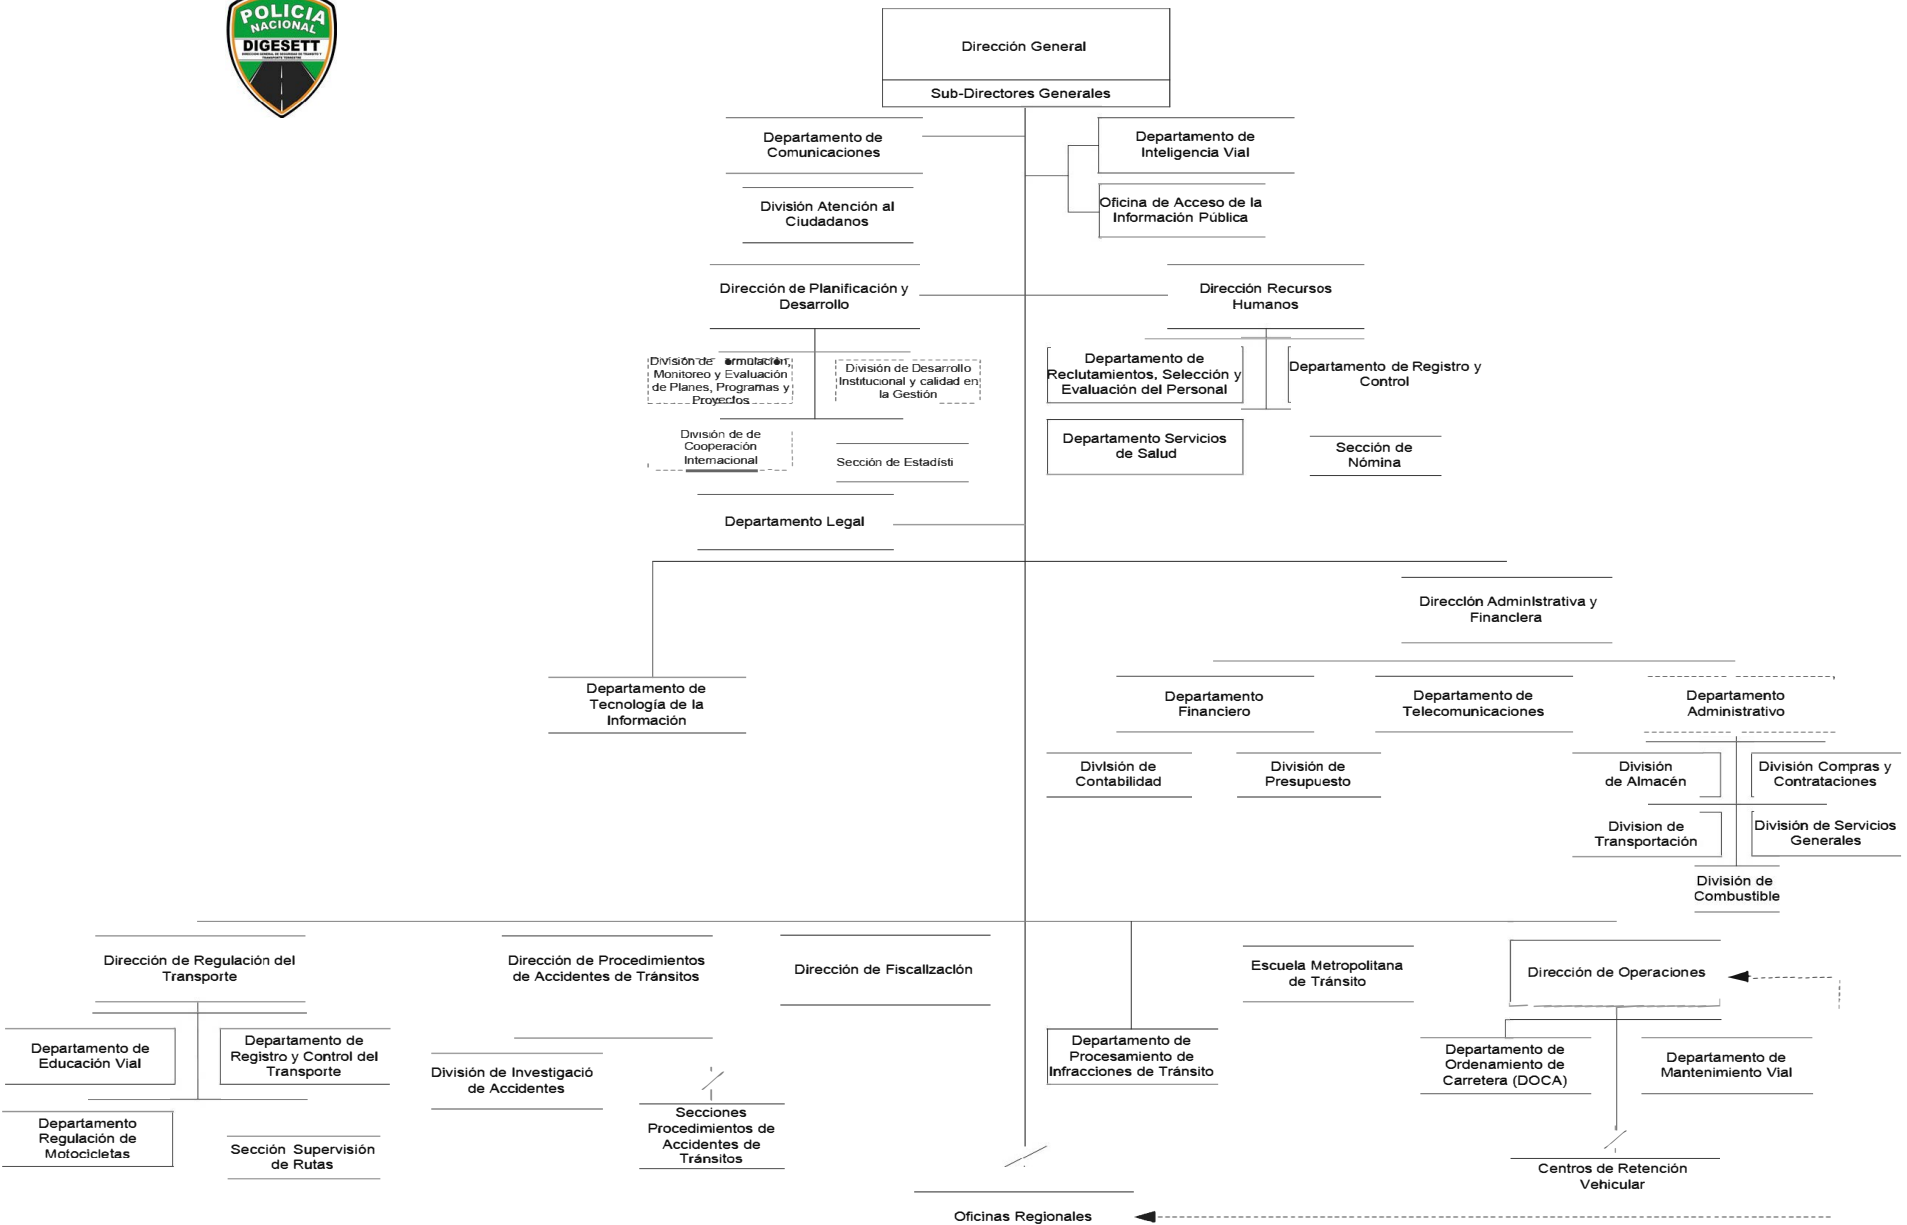 POLICIA
NACIONAL
DIGESETT
Dirección General
Sub-Directores Generales
Departamento de
Comunicaciones
Departamento de
Inteligencia Vial
División Atención al
Ciudadanos
Oficina de Acceso de la
Información Pública
Dirección de Planificación y
Desarrollo
Dirección Recursos
Humanos
División de ormulación,
Monitoreo y Evaluación
de Planes, Programas y
Proyectos
División de Desarrollo
Institucional y calidad en
la Gestión
Departamento de
Reclutamientos, Selección y
Evaluación del Personal
Departamento de Registro y
Control
División de de
Cooperación
Internacional
Sección de Estadísti
Departamento Servicios
de Salud
Sección de
Nómina
Departamento Legal
Dirección Administrativa y
Financiera
Departamento de
Tecnología de la
Información
Departamento
Financiero
Departamento de
Telecomunicaciones
Departamento
Administrativo
División de
Contabilidad
División de
Presupuesto
División
de Almacén
División Compras y
Contrataciones
Division de
Transportación
División de Servicios
Generales
División de
Combustible
Dirección de Regulación del
Transporte
Dirección de Procedimientos
de Accidentes de Tránsitos
Dirección de Fiscalización
Escuela Metropolitana
de Tránsito
Dirección de Operaciones
Departamento de
Educación Vial
Departamento de
Registro y Control del
Transporte
División de Investigació
de Accidentes
Departamento de
Procesamiento de
Infracciones de Tránsito
Departamento de
Ordenamiento de
Carretera (DOCA)
Departamento de
Mantenimiento Vial
Departamento
Regulación de
Motocicletas
Sección Supervisión
de Rutas
Secciones
Procedimientos de
Accidentes de
Tránsitos
Centros de Retención
Vehicular
Oficinas Regionales